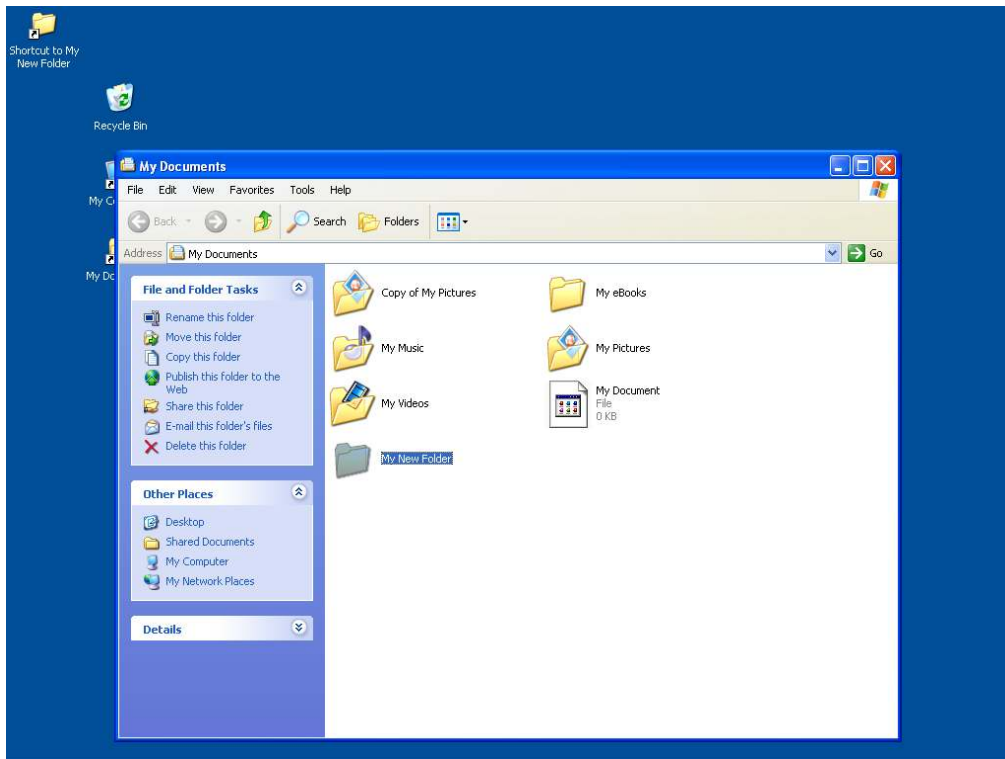 Shortcut to My
New Folder
Recycle Bin
My Documents
File Edit View Favorites Tools Help
Back Search Folders
Address My Documents Go
File and Folder Tasks
Rename this folder
Move this folder
Copy this folder
Publish this folder to the
Web
Share this folder
E-mail this folder's files
Delete this folder
Other Places
Desktop
Shared Documents
My Computer
My Network Places
Details
Copy of My Pictures
My eBooks
My Music
My Pictures
My Videos
My Document
File
0 KB
My New Folder